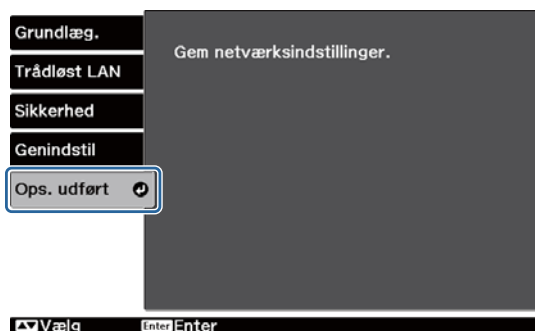 Grundlæg.
Trådløst LAN
Sikkerhed
Genindstil
Ops. udført
Gem netværksindstillinger.
Vælg Enter Enter